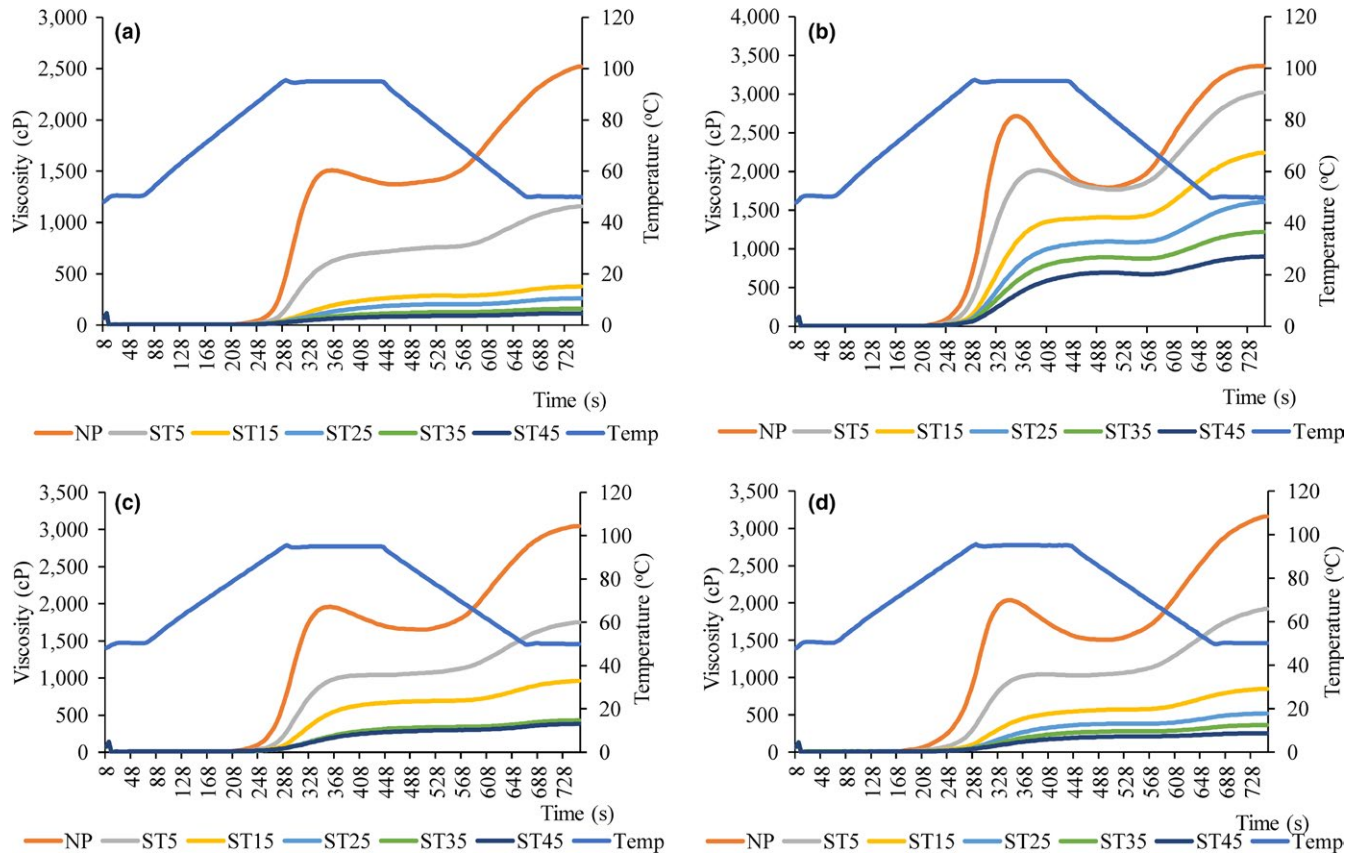 (a)
3,000
2,500
2,000
1,500
1,000
500
0
Viscosity (cP)
120
100
80
60
40
20
0
Temperature (°C)
8 48 88 128 168 208 248 288 328 368 408 448 488 528 568 608 648 688 728
Time (s)
NP ST5 ST15 ST25 ST35 ST45 Temp
(b)
4,000
3,500
3,000
2,500
2,000
1,500
1,000
500
0
Viscosity (cP)
120
100
80
60
40
20
0
Temperature (°C)
8 48 88 128 168 208 248 288 328 368 408 448 488 528 568 608 648 688 728
Time (s)
NP ST5 ST15 ST25 ST35 ST45 Temp
(c)
3,500
3,000
2,500
2,000
1,500
1,000
500
0
Viscosity (cP)
120
100
80
60
40
20
0
Temperature (°C)
8 48 88 128 168 208 248 288 328 368 408 448 488 528 568 608 648 688 728
Time (s)
NP ST5 ST15 ST25 ST35 ST45 Temp
(d)
3,500
3,000
2,500
2,000
1,500
1,000
500
0
Viscosity (cP)
120
100
80
60
40
20
0
Temperature (°C)
8 48 88 128 168 208 248 288 328 368 408 448 488 528 568 608 648 688 728
Time (s)
NP ST5 ST15 ST25 ST35 ST45 Temp